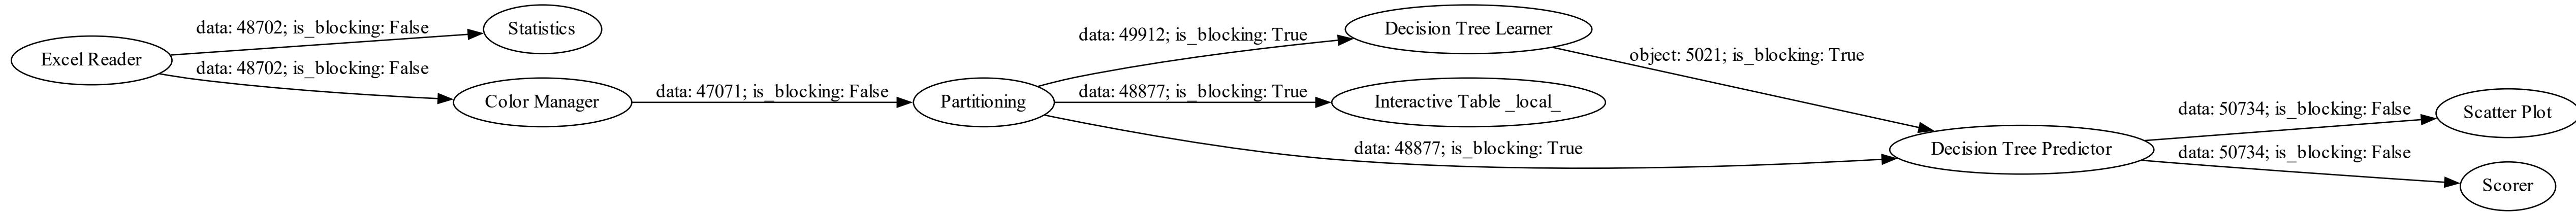 Excel Reader
data: 48702; is_blocking: False
Statistics
data: 48702; is_blocking: False
Color Manager
data: 47071; is_blocking: False
Partitioning
data: 49912; is_blocking: True
Decision Tree Learner
data: 48877; is_blocking: True
Interactive Table _local_
data: 48877; is_blocking: True
object: 5021; is_blocking: True
Decision Tree Predictor
data: 50734; is_blocking: False
Scatter Plot
data: 50734; is_blocking: False
Scorer